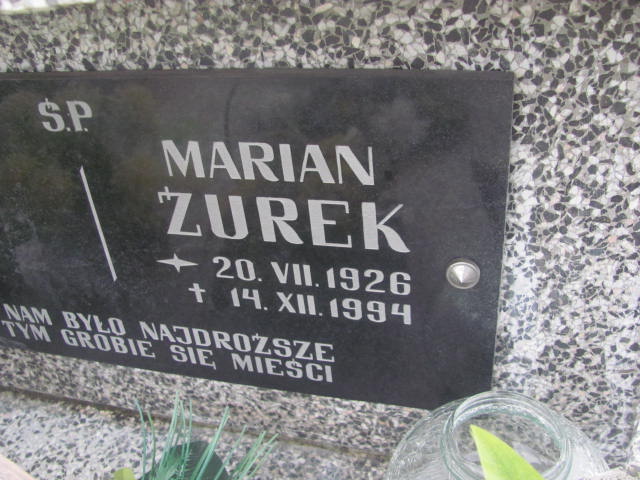 Ś.P.
MARIAN
ŻUREK
20. VII. 1926
✝ 14. XII. 1994
NAM BYŁO NAJDROŻSZE
TYM GROBIE SIĘ MIEŚCI